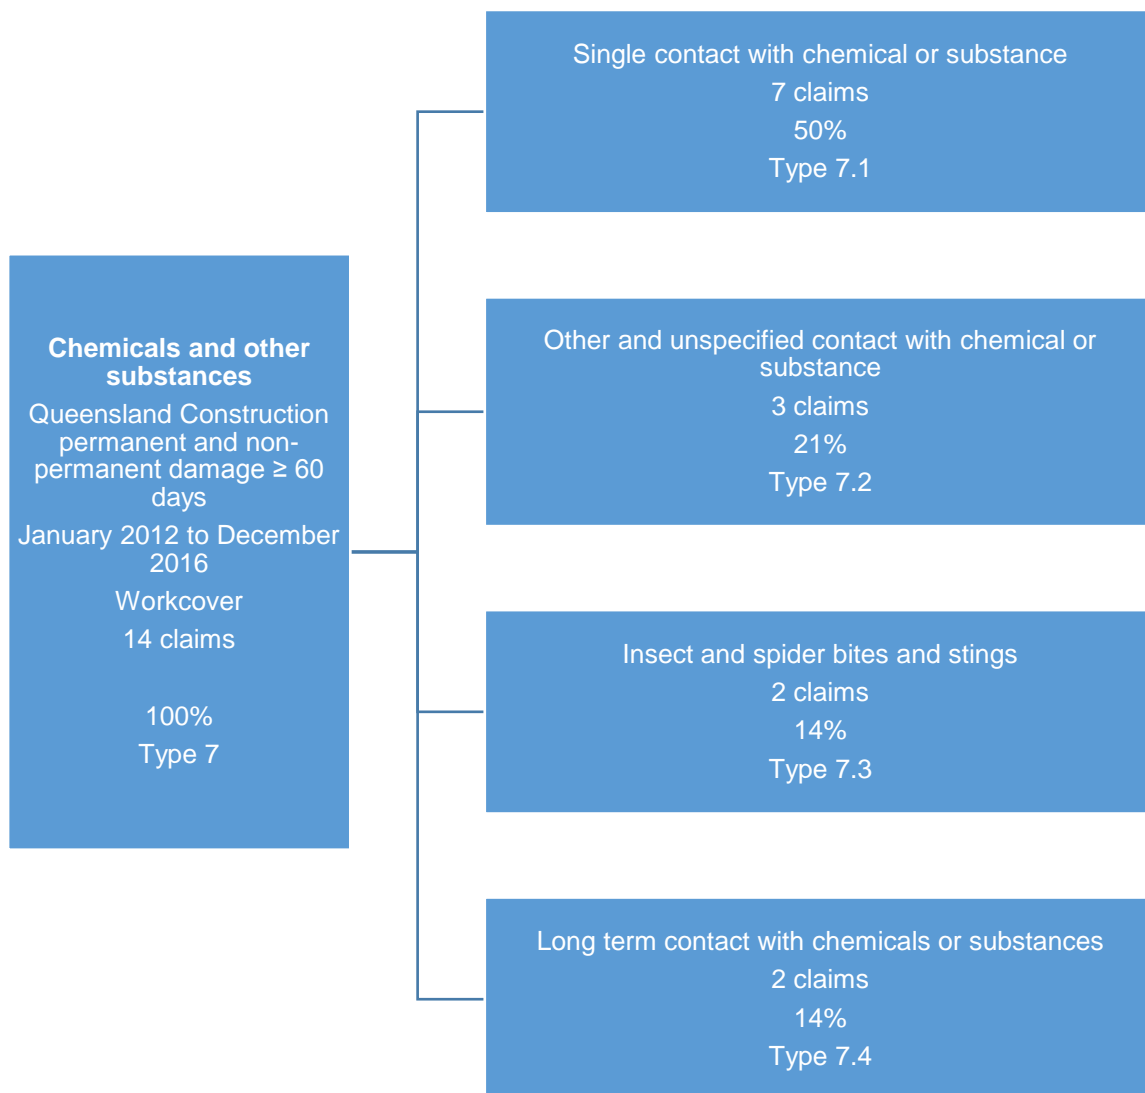 Chemicals and other
substances
Queensland Construction
permanent and non-
permanent damage ≥ 60
days
January 2012 to December
2016
Workcover
14 claims
100%
Type 7
Single contact with chemical or substance
7 claims
50%
Type 7.1
Other and unspecified contact with chemical or
substance
3 claims
21%
Type 7.2
Insect and spider bites and stings
2 claims
14%
Type 7.3
Long term contact with chemicals or substances
2 claims
14%
Type 7.4